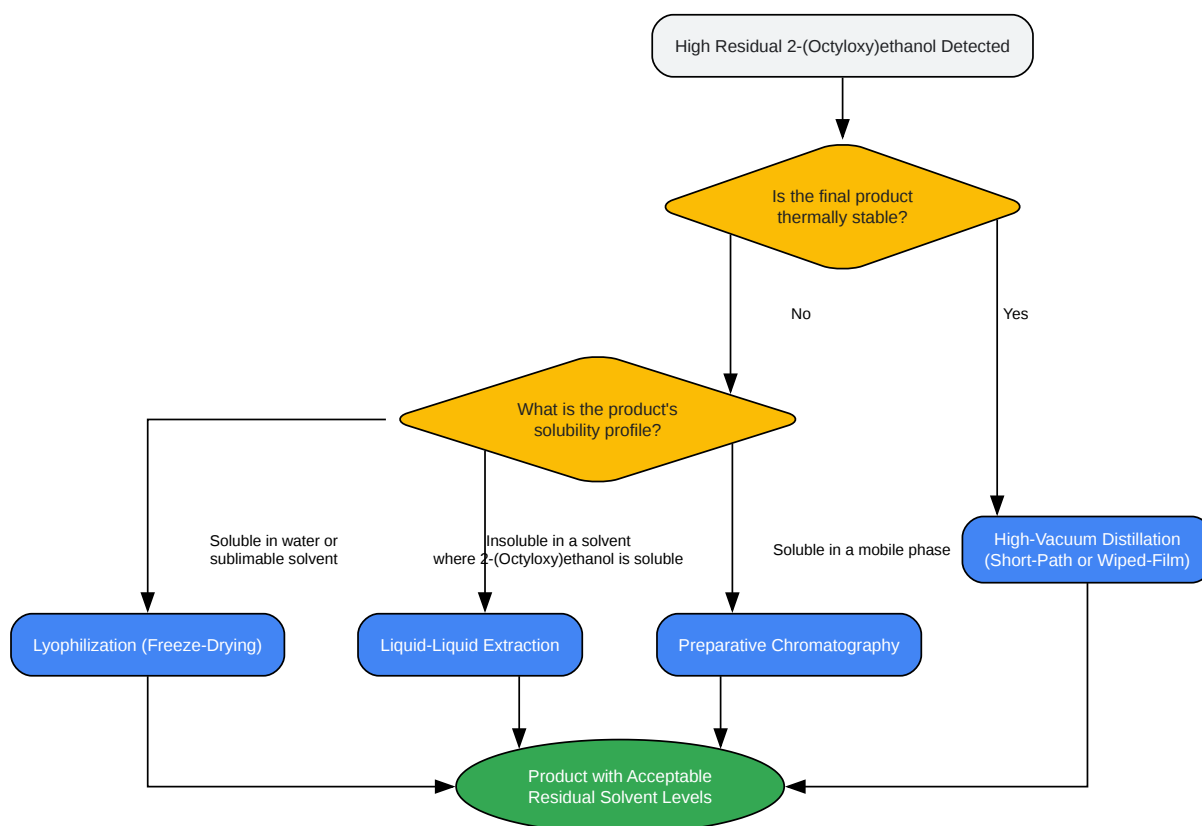 High Residual 2-(Octyloxy)ethanol Detected
Is the final product
thermally stable?
No
Yes
What is the product's
solubility profile?
Soluble in water or
sublimable solvent
Insoluble in a solvent
where 2-(Octyloxy)ethanol is soluble
Soluble in a mobile phase
High-Vacuum Distillation
(Short-Path or Wiped-Film)
Lyophilization (Freeze-Drying)
Liquid-Liquid Extraction
Preparative Chromatography
Product with Acceptable
Residual Solvent Levels